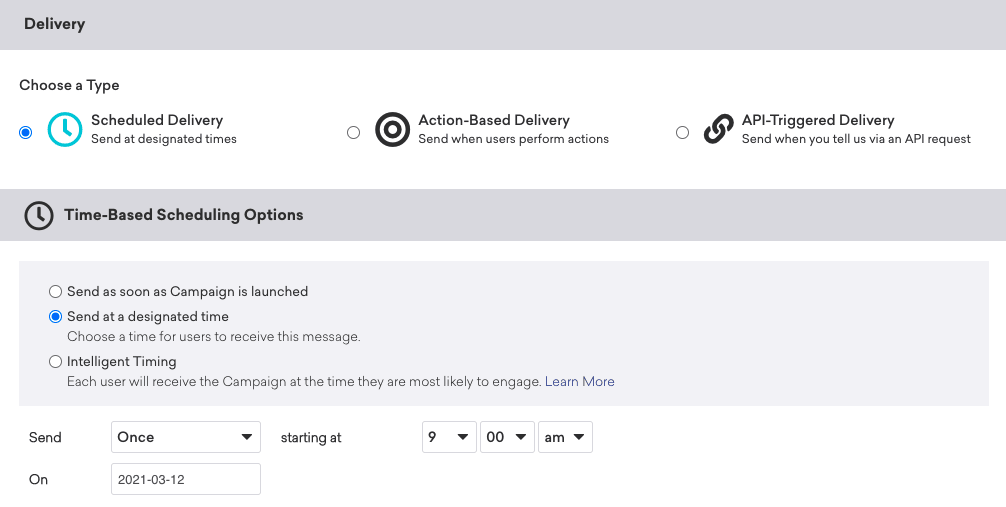 Delivery
Choose a Type
Scheduled Delivery
Send at designated times
Action-Based Delivery
Send when users perform actions
API-Triggered Delivery
Send when you tell us via an API request
Time-Based Scheduling Options
Send as soon as Campaign is launched
Send at a designated time
Choose a time for users to receive this message.
Intelligent Timing
Each user will receive the Campaign at the time they are most likely to engage. Learn More
Send Once starting at 9 00 am
On 2021-03-12